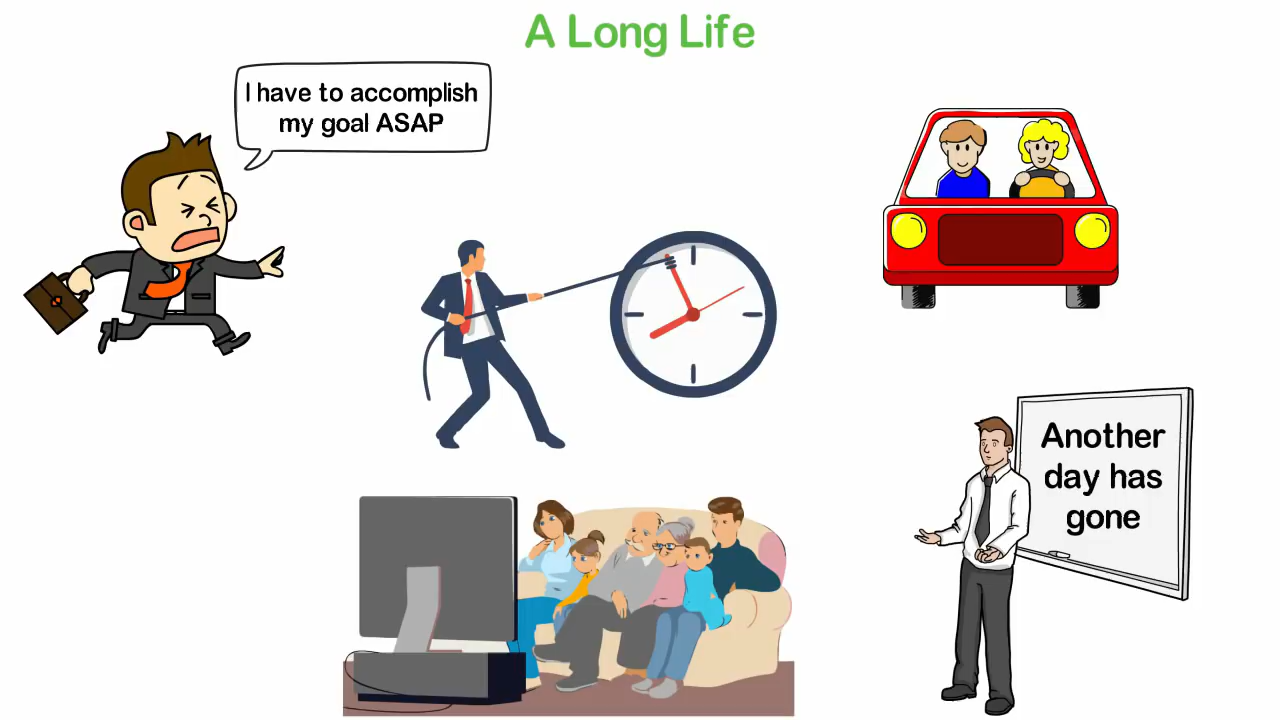 A Long Life
I have to accomplish
my goal ASAP
Another
day has
gone